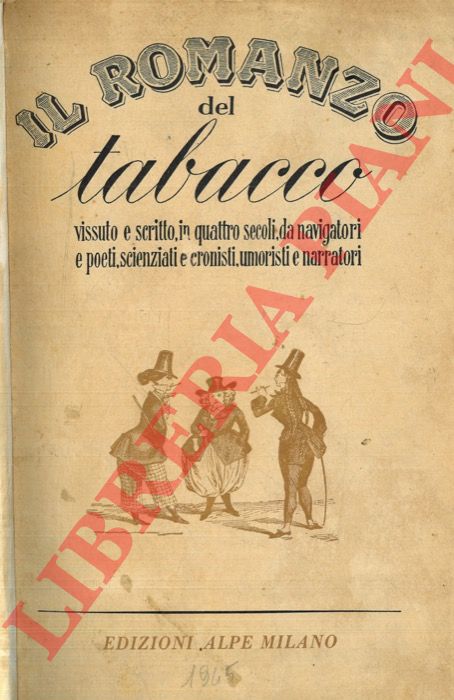 IL ROMANZO
del
tabacco
vissuto e scritto, in quattro secoli, da navigatori
e poeti, scienziati e cronisti, umoristi e narratori
LIBRERIA PIANI
EDIZIONI ALPE MILANO
1945